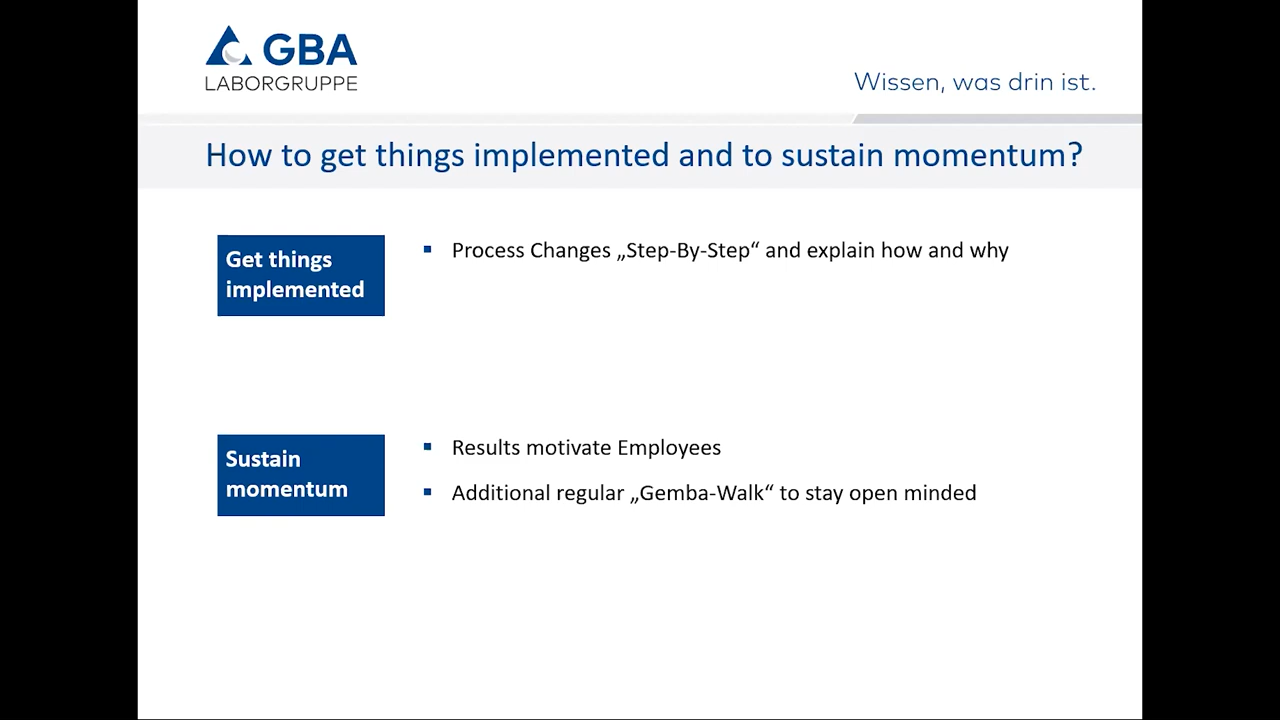 GBA
LABORGRUPPE
Wissen, was drin ist.
How to get things implemented and to sustain momentum?
Get things
implemented
▪ Process Changes „Step-By-Step“ and explain how and why
Sustain
momentum
▪ Results motivate Employees
▪ Additional regular „Gemba-Walk“ to stay open minded